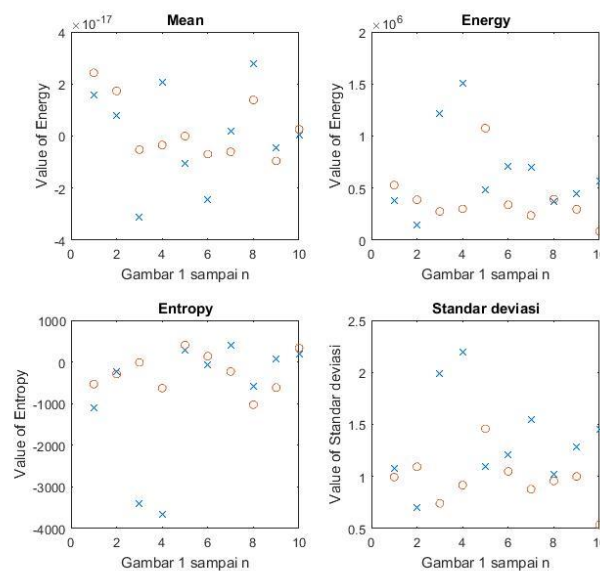 Mean
×10-17
4
2
0
-2
-4
Value of Energy
0 2 4 6 8 10
Gambar 1 sampai n
Energy
×106
2
1.5
1
0.5
0
Value of Energy
0 2 4 6 8 10
Gambar 1 sampai n
Entropy
1000
0
-1000
-2000
-3000
-4000
Value of Entropy
0 2 4 6 8 10
Gambar 1 sampai n
Standar deviasi
2.5
2
1.5
1
0.5
Value of Standar deviasi
0 2 4 6 8 10
Gambar 1 sampai n